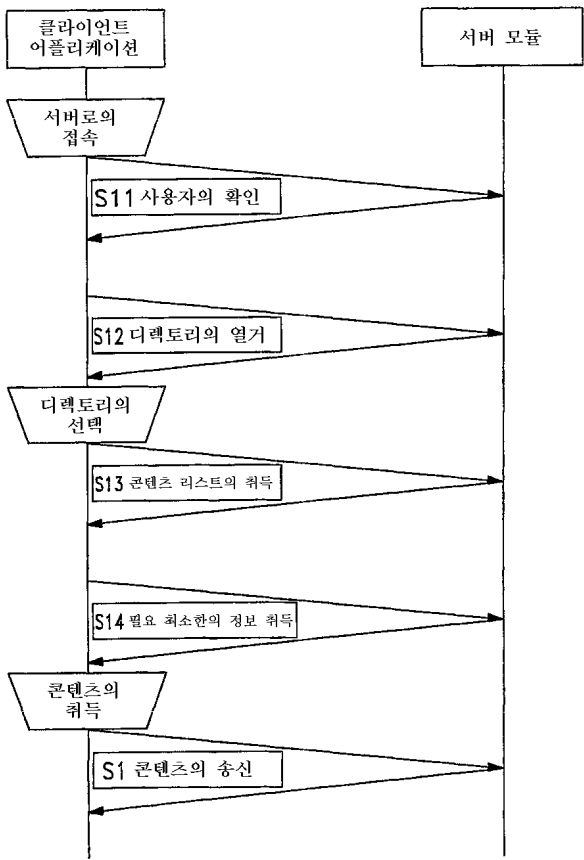 클라이언트
어플리케이션
서버 모듈
서버로의
접속
S11 사용자의 확인
S12 디렉토리의 열거
디렉토리의
선택
S13 콘텐츠 리스트의 취득
S14 필요 최소한의 정보 취득
콘텐츠의
취득
S1 콘텐츠의 송신